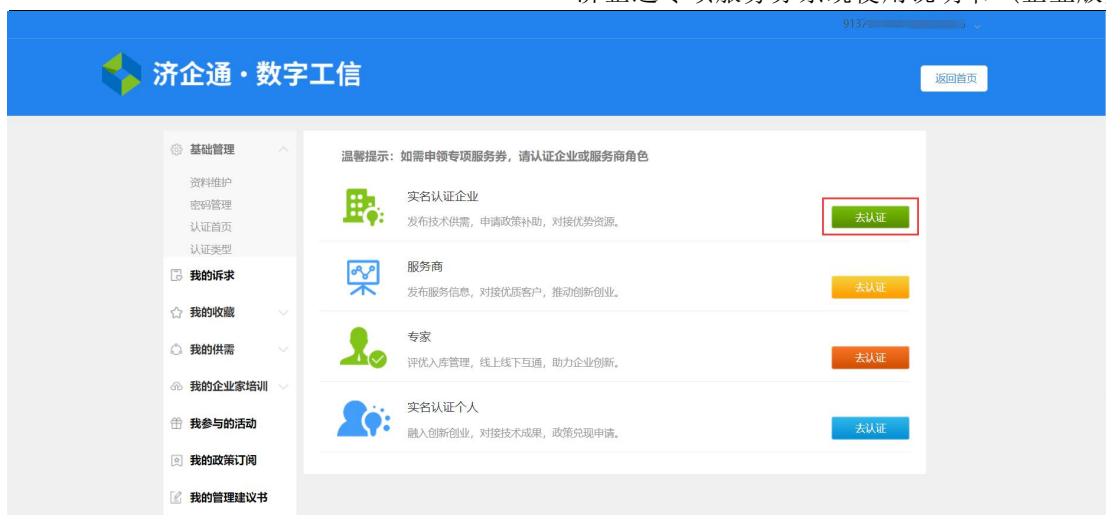 9137
济企通·数字工信
返回首页
基础管理
资料维护
密码管理
认证首页
认证类型
我的诉求
我的收藏
我的供需
我的企业家培训
我参与的活动
我的政策订阅
我的管理建议书
温馨提示：如需申领专项服务券，请认证企业或服务商角色
实名认证企业
发布技术供需，申请政策补助，对接优势资源。
去认证
服务商
发布服务信息，对接优质客户，推动创新创业。
去认证
专家
评优入库管理，线上线下互通，助力企业创新。
去认证
实名认证个人
融入创新创业，对接技术成果，政策兑现申请。
去认证